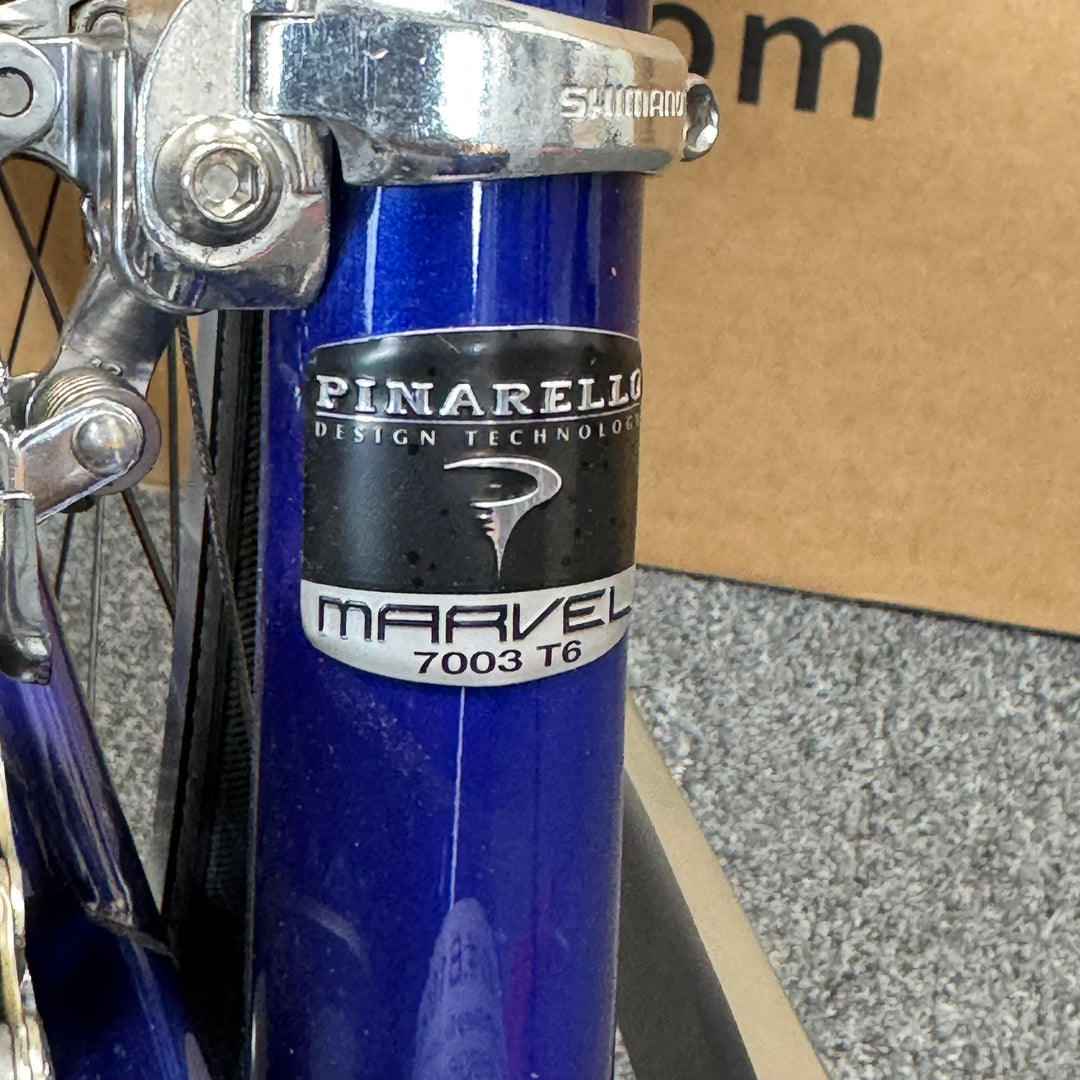 om
SHIMANO
PINARELLO
DESIGN TECHNOLOGY
MARVEL
7003 T6